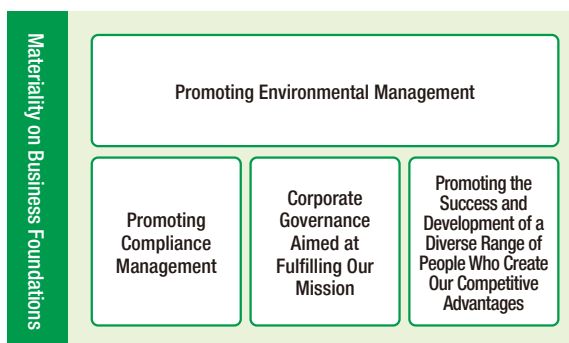 Materiality on Business Foundations
Promoting Environmental Management
Promoting
Compliance
Management
Corporate
Governance
Aimed at
Fulfilling Our
Mission
Promoting the
Success and
Development of a
Diverse Range of
People Who Create
Our Competitive
Advantages